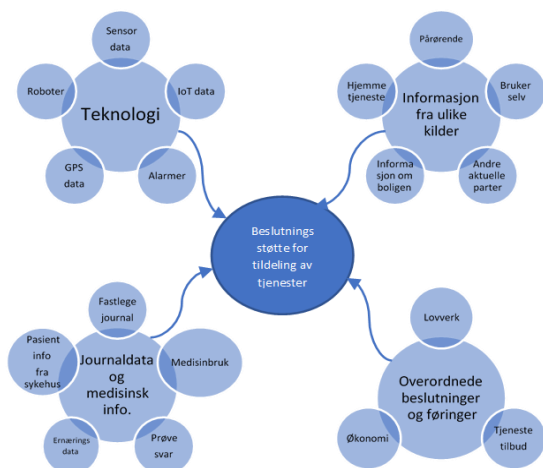 Sensor
data
Roboter
IoT data
Teknologi
GPS
data
Alarmer
Pårørende
Hjemme
tjeneste
Bruker
selv
Informasjon
fra ulike
kilder
Informa
sjon om
boligen
Andre
aktuelle
parter
Beslutnings
støtte for
tildeling av
tjenester
Fastlege
journal
Pasient
info
fra
sykehus
Medisinbruk
Journaldata
og
medisinsk
info.
Ernærings
data
Prøve
svar
Lovverk
Overordnede
beslutninger
og føringer
Økonomi
Tjeneste
tilbud